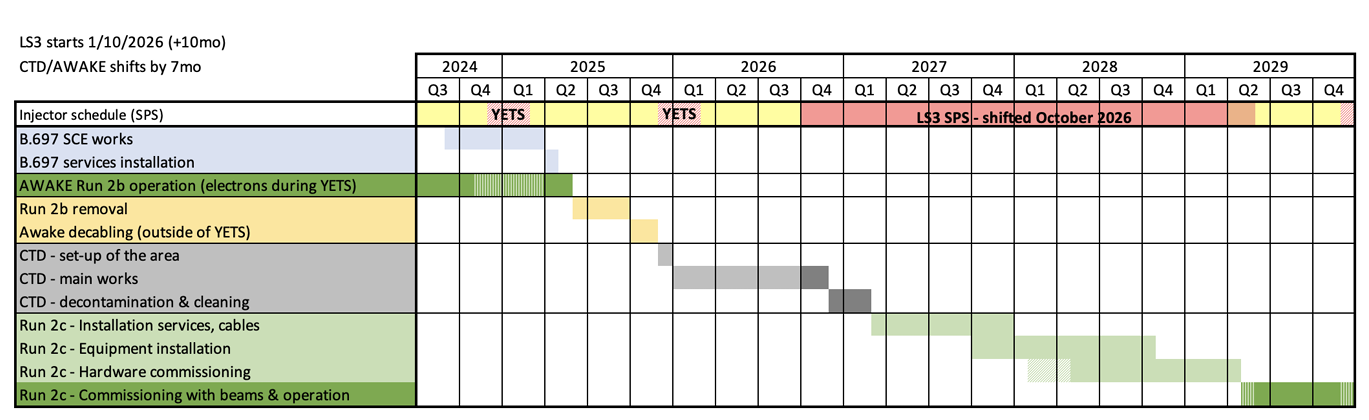 LS3 starts 1/10/2026 (+10mo)
CTD/AWAKE shifts by 7mo
2024 2025 2026 2027 2028 2029
Q3 Q4 Q1 Q2 Q3 Q4 Q1 Q2 Q3 Q4 Q1 Q2 Q3 Q4 Q1 Q2 Q3 Q4 Q1 Q2 Q3 Q4
Injector schedule (SPS) YETS YETS LS3 SPS - shifted October 2026
B.697 SCE works
B.697 services installation
AWAKE Run 2b operation (electrons during YETS)
Run 2b removal
Awake decabling (outside of YETS)
CTD - set-up of the area
CTD - main works
CTD - decontamination & cleaning
Run 2c - Installation services, cables
Run 2c - Equipment installation
Run 2c - Hardware commissioning
Run 2c - Commissioning with beams & operation